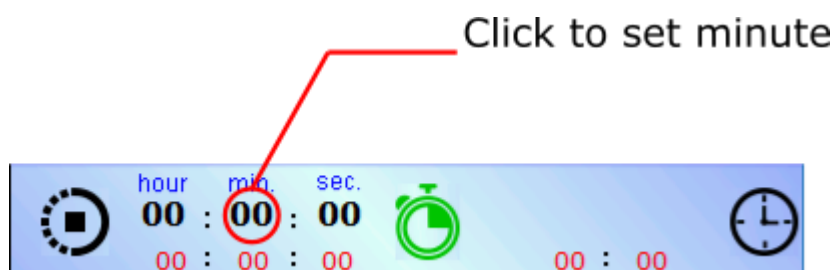 Click to set minute
hour min. sec.
00 : 00 : 00
00 : 00 : 00 00 : 00